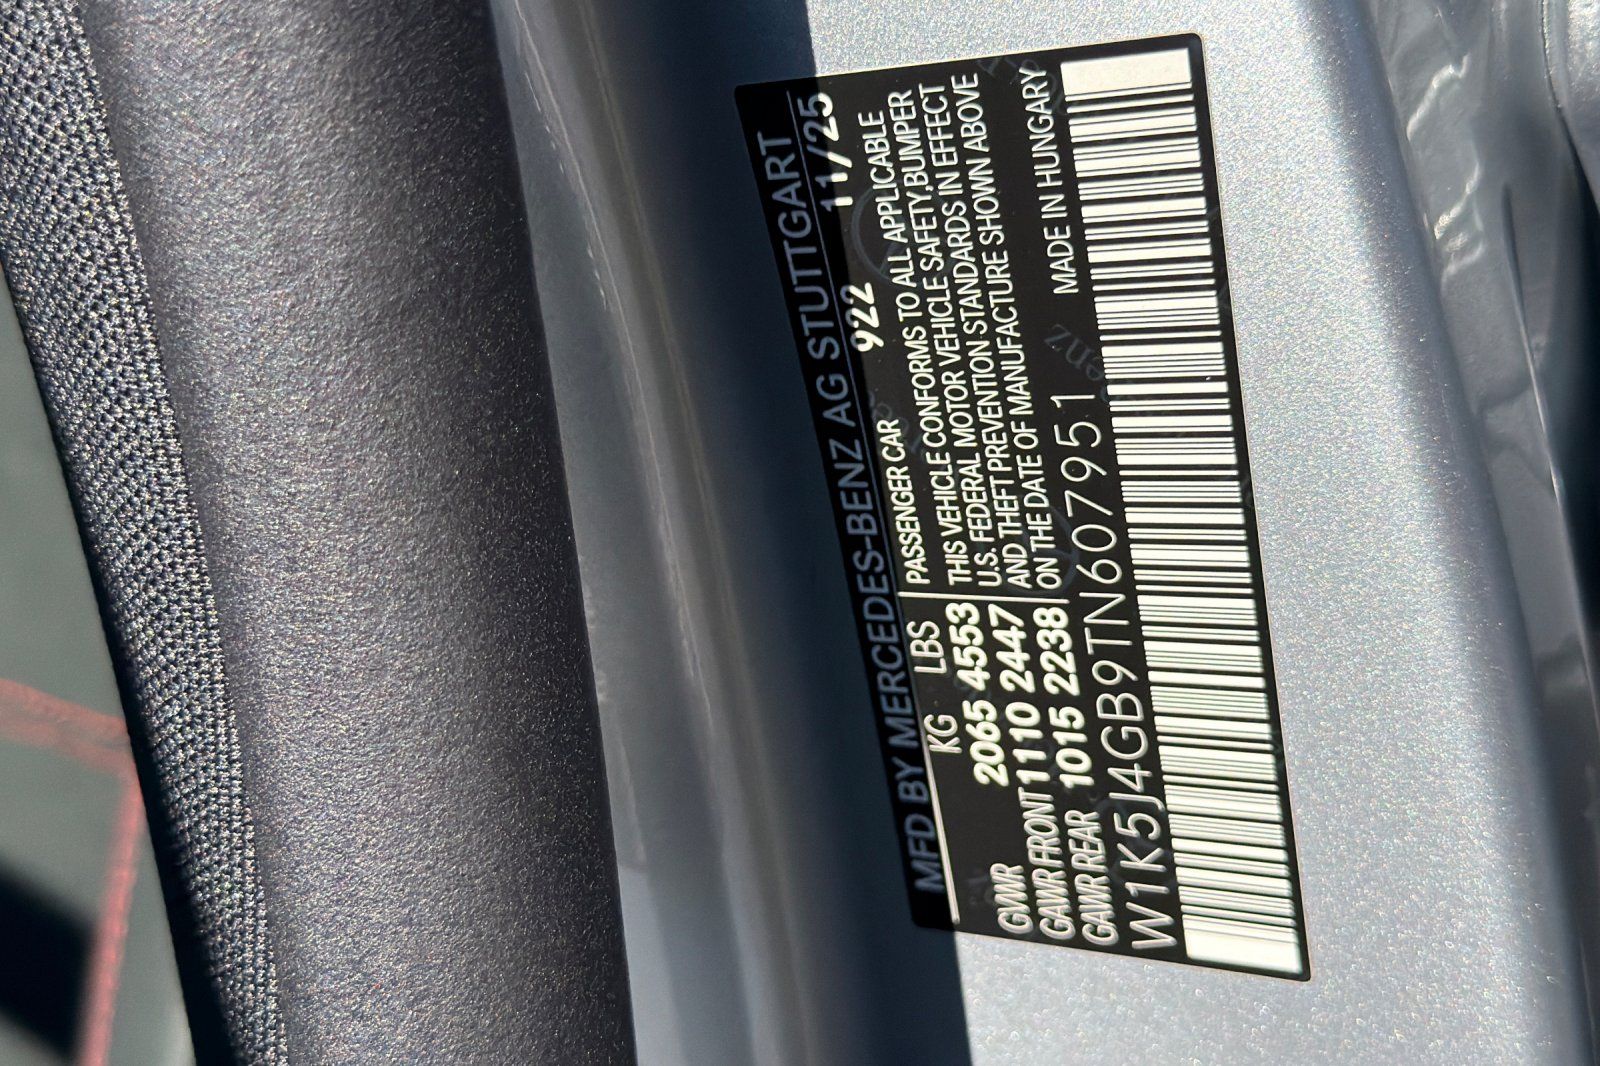 MFD BY MERCEDES-BENZ AG STUTTGART
11/25
KG LBS
PASSENGER CAR 922
GVWR 2065 4553
GAWR FRONT 1110 2447
GAWR REAR 1015 2238
THIS VEHICLE CONFORMS TO ALL APPLICABLE
U.S. FEDERAL MOTOR VEHICLE SAFETY,BUMPER
AND THEFT PREVENTION STANDARDS IN EFFECT
ON THE DATE OF MANUFACTURE SHOWN ABOVE
W1K5J4GB9TN607951
MADE IN HUNGARY